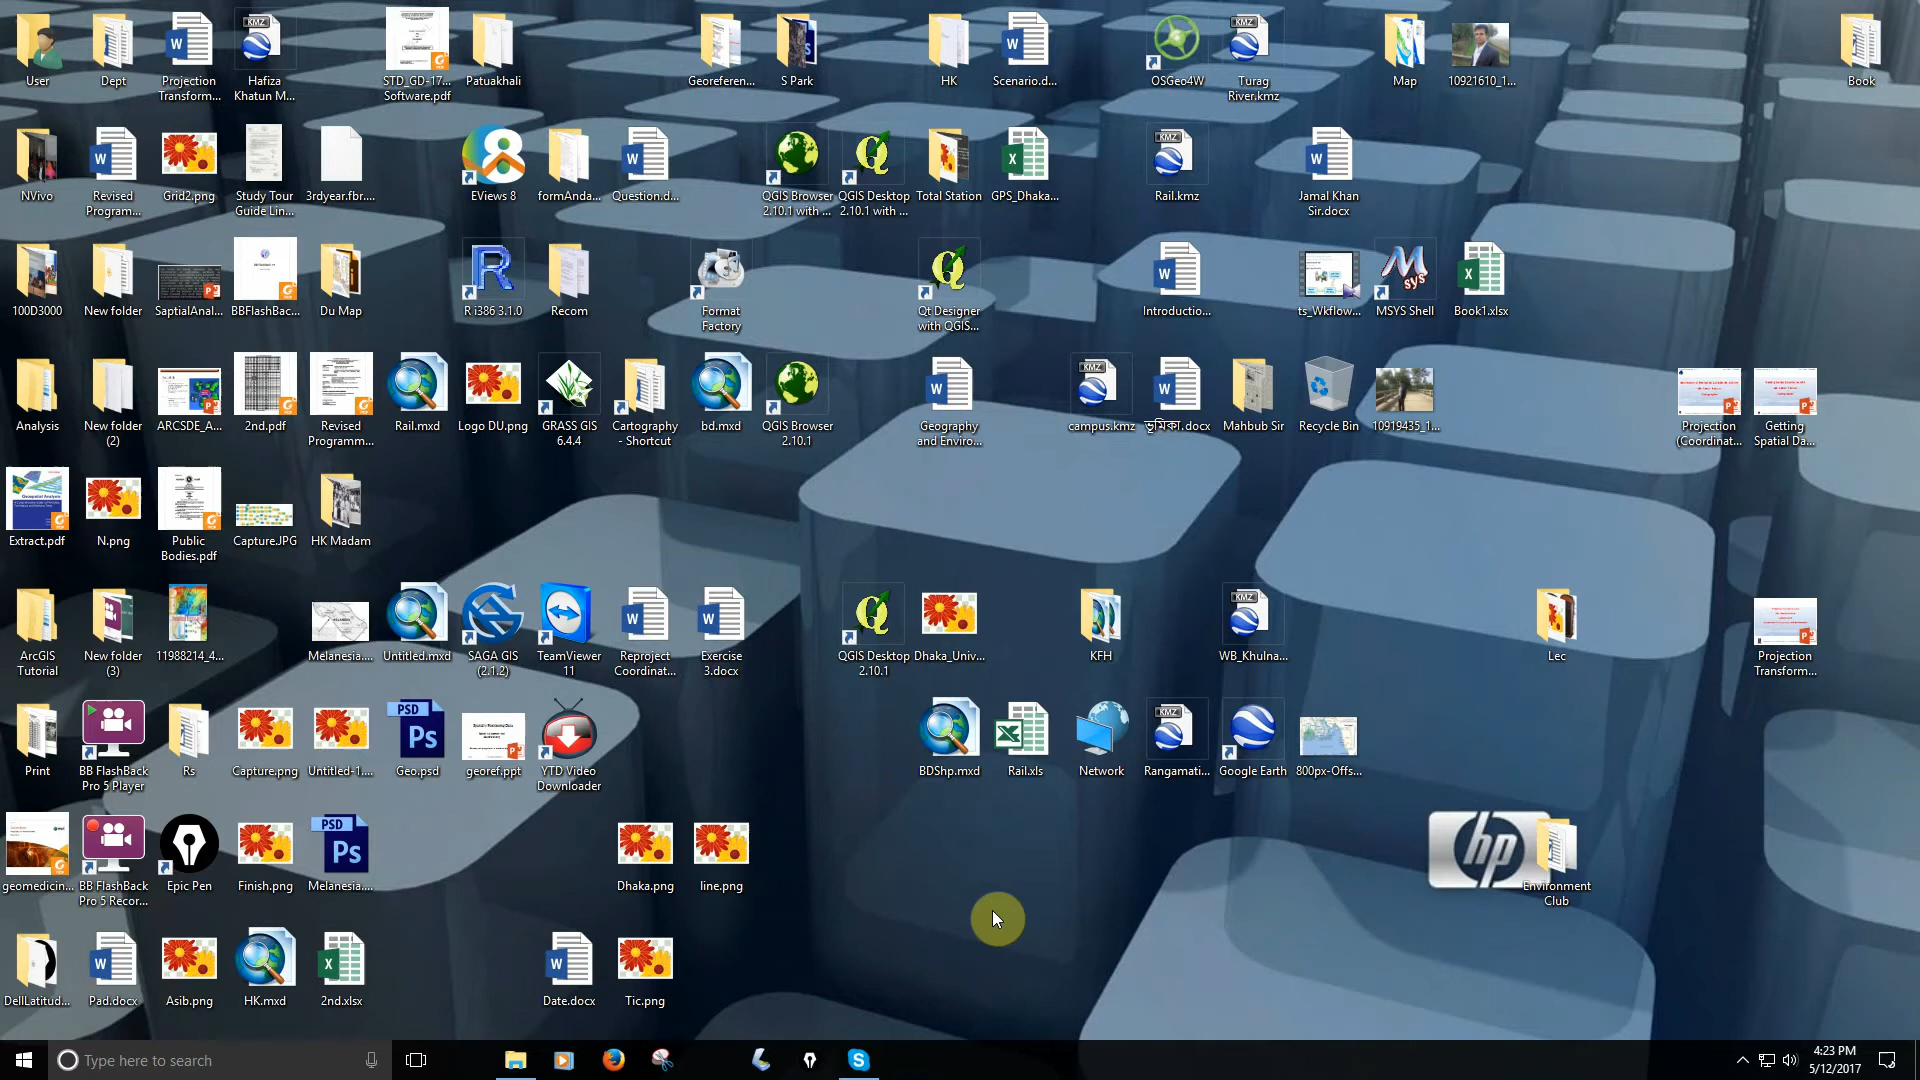 User
Dept
Projection
Transform...
Hafiza
Khatun M...
STD_GD-17...
Software.pdf
Patuakhali
Georeferen...
S Park
HK
Scenario.d...
OSGeo4W
Turag
River.kmz
Map
10921610_1...
Book
NVivo
Revised
Program...
Grid2.png
Study Tour
Guide Lin...
3rdyear.fbr....
EViews 8
formAnda...
Question.d...
QGIS Browser
2.10.1 with ...
QGIS Desktop
2.10.1 with ...
Total Station
GPS_Dhaka...
Rail.kmz
Jamal Khan
Sir.docx
100D3000
New folder
SaptialAnal...
BBFlashBac...
Du Map
R i386 3.1.0
Recom
Format
Factory
Qt Designer
with QGIS...
Introductio...
ts_Wkflow...
MSYS Shell
Book1.xlsx
Analysis
New folder
(2)
ARCSDE_A...
2nd.pdf
Revised
Programm...
Rail.mxd
Logo DU.png
GRASS GIS
6.4.4
Cartography
- Shortcut
bd.mxd
QGIS Browser
2.10.1
Geography
and Enviro...
campus.kmz
ভূমিকা.docx
Mahbub Sir
Recycle Bin
10919435_1...
Projection
(Coordinat...
Getting
Spatial Da...
Extract.pdf
N.png
Public
Bodies.pdf
Capture.JPG
HK Madam
ArcGIS
Tutorial
New folder
(3)
11988214_4...
Melanesia....
Untitled.mxd
SAGA GIS
(2.1.2)
TeamViewer
11
Reproject
Coordinat...
Exercise
3.docx
QGIS Desktop
2.10.1
Dhaka_Univ...
KFH
WB_Khulna...
Lec
Projection
Transform...
Print
BB FlashBack
Pro 5 Player
Rs
Capture.png
Untitled-1....
Geo.psd
georef.ppt
YTD Video
Downloader
BDShp.mxd
Rail.xls
Network
Rangamati...
Google Earth
800px-Offs...
geomedicin...
BB FlashBack
Pro 5 Recor...
Epic Pen
Finish.png
Melanesia....
Dhaka.png
line.png
hp
Environment
Club
DellLatitud...
Pad.docx
Asib.png
HK.mxd
2nd.xlsx
Date.docx
Tic.png
Type here to search
4:23 PM
5/12/2017